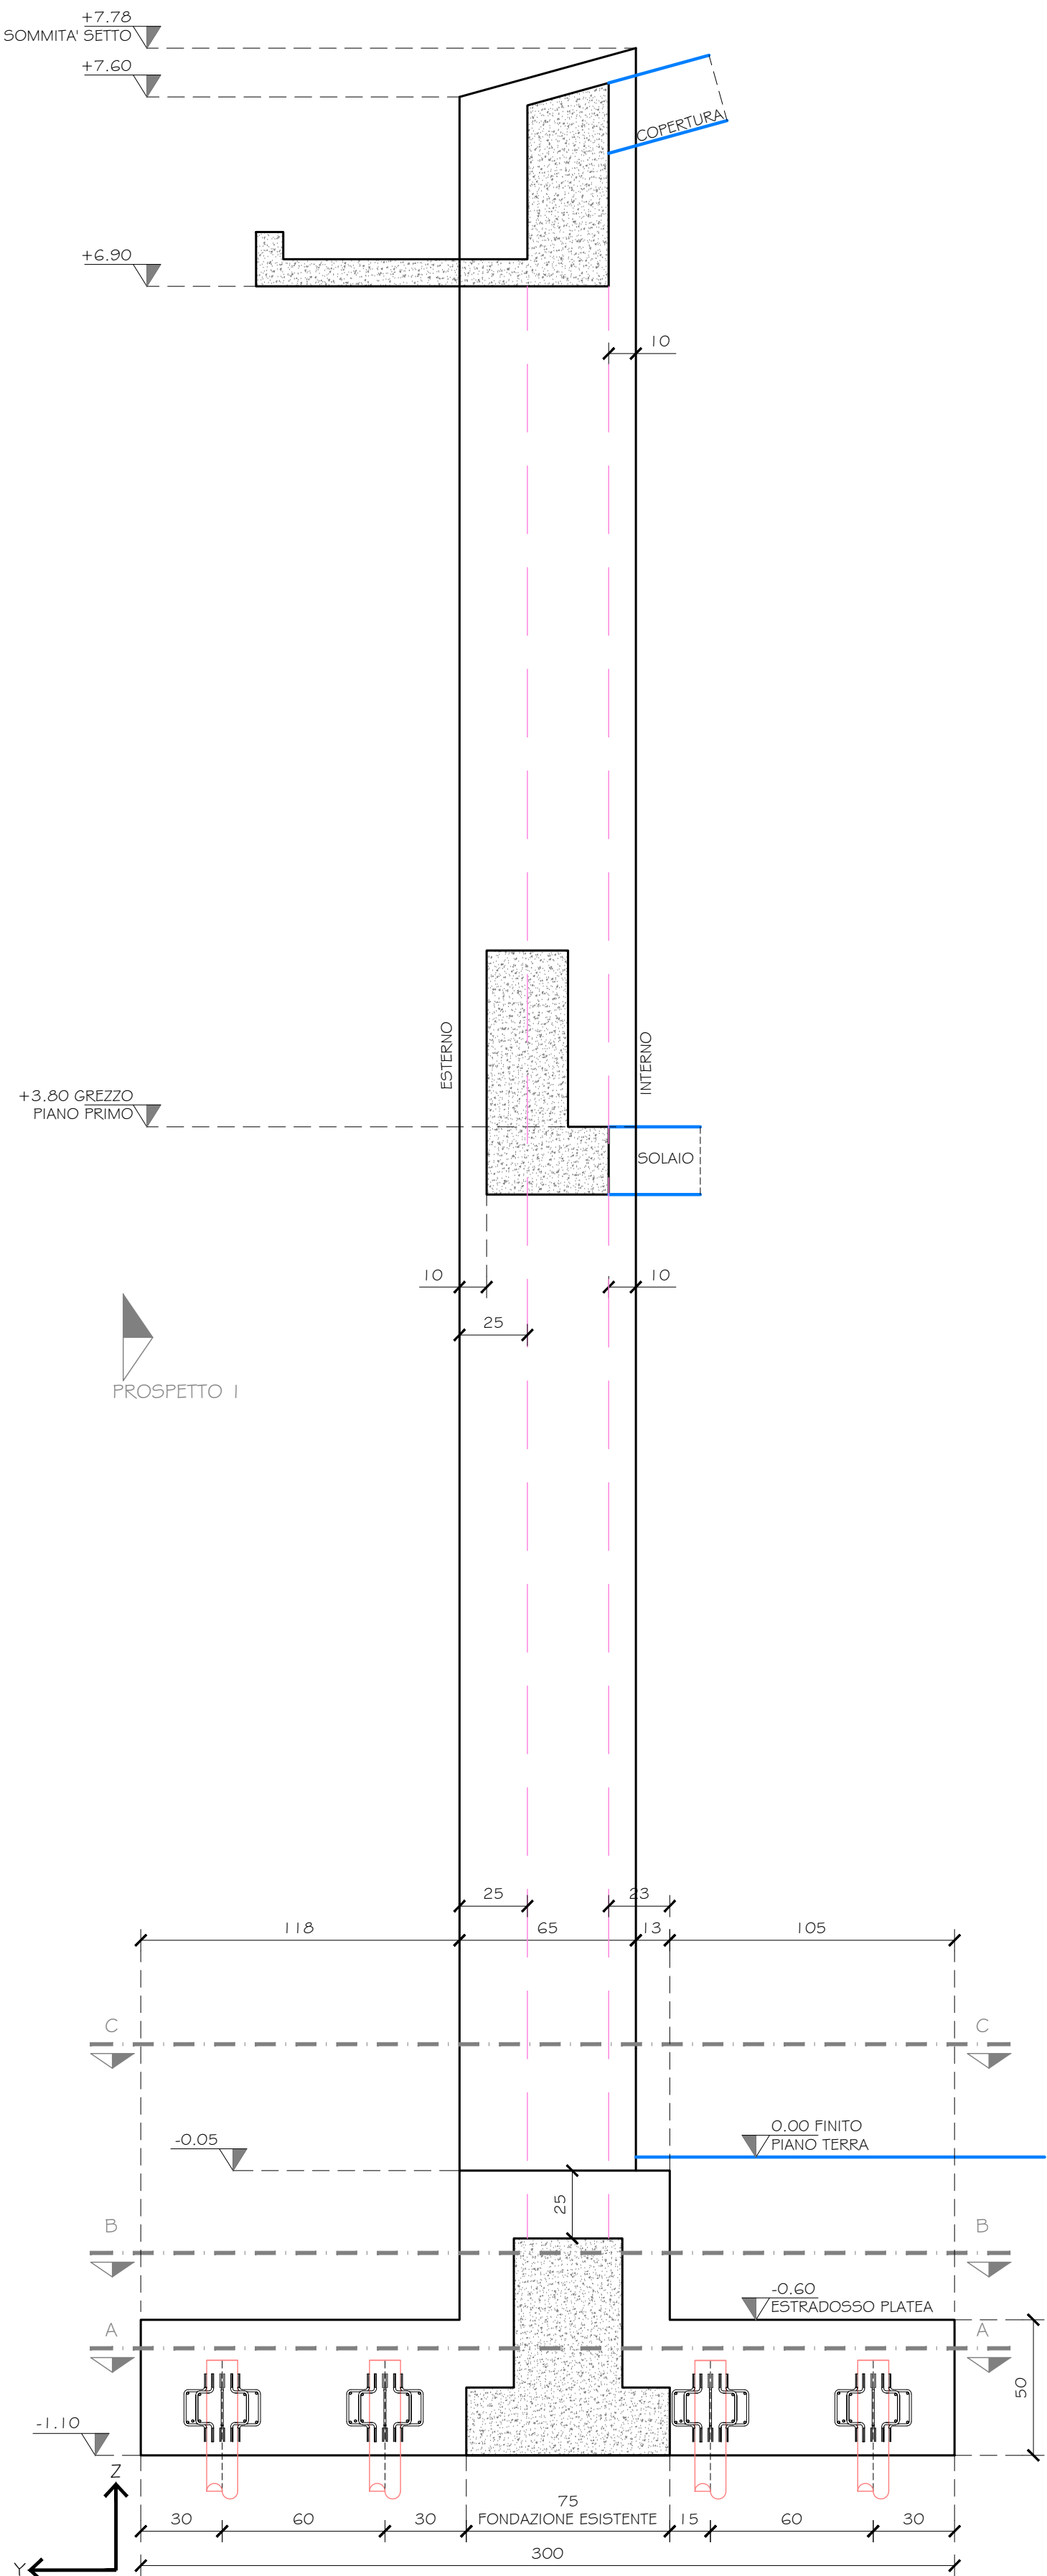 +7.78
SOMMITA' SETTO
+7.60
COPERTURA
+6.90
10
ESTERNO
INTERNO
+3.80 GREZZO
PIANO PRIMO
SOLAIO
10
10
25
PROSPETTO 1
25
23
118
65
13
105
C
C
0.00 FINITO
PIANO TERRA
-0.05
25
B
B
-0.60
ESTRADOSSO PLATEA
A
A
50
-1.10
Z
75
30
60
30
FONDAZIONE ESISTENTE
15
60
30
300
Y